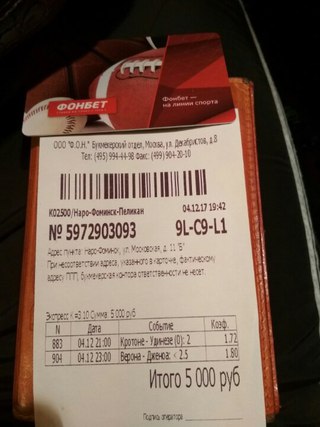 ФОНБЕТ
Фонбет —
на линии спорта
ООО "Ф.О.Н." Букмекерский отдел, Москва, ул. Декабристов, д.8
Тел: (495) 994-44-98 Факс: (499) 904-20-10
К02500/Наро-Фоминск-Пеликан 04.12.17 19:42
№ 5972903093 9L-C9-L1
Адрес пункта: Наро-Фоминск, ул. Московская, д. 11 "Б"
При несоответствии адреса, указанного в карточке, фактическому
адресу ППП, букмекерская контора ответственности не несет.
Экспресс К =3.10 Сумма 5 000 руб
N Дата Событие Коэф.
883 04.12 21:00 Кротоне - Удинезе (0): 2 1.72
904 04.12 23:00 Верона - Дженоа: < 2.5 1.80
Итого 5 000 руб
Подпись оператора